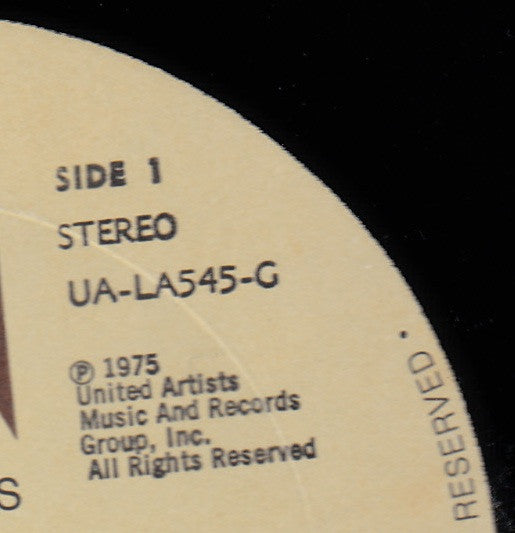 SIDE 1
STEREO
UA-LA545-G
℗ 1975
United Artists
Music And Records
Group, Inc.
All Rights Reserved
S
RESERVED •